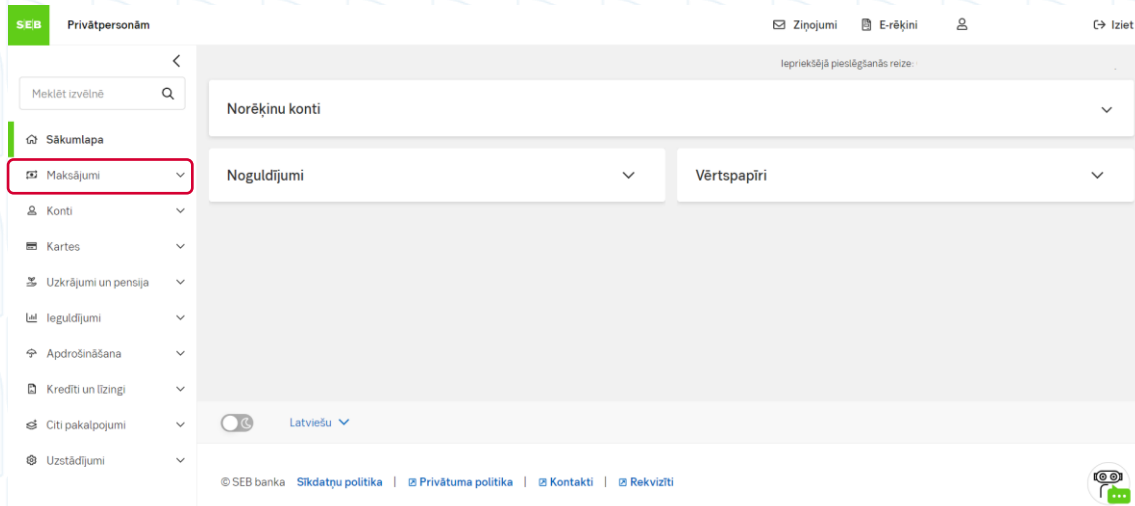 SEB Privātpersonām Ziņojumi E-rēķini Iziet
Iepriekšējā pieslēgšanās reize:
Meklēt izvēlnē
Norēķinu konti
Sākumlapa
Maksājumi
Noguldījumi Vērtspapīri
Konti
Kartes
Uzkrājumi un pensija
Ieguldījumi
Apdrošināšana
Kredīti un līzingi
Citi pakalpojumi
Latviešu
Uzstādījumi
© SEB banka Sīkdatņu politika | Privātuma politika | Kontakti | Rekvizīti